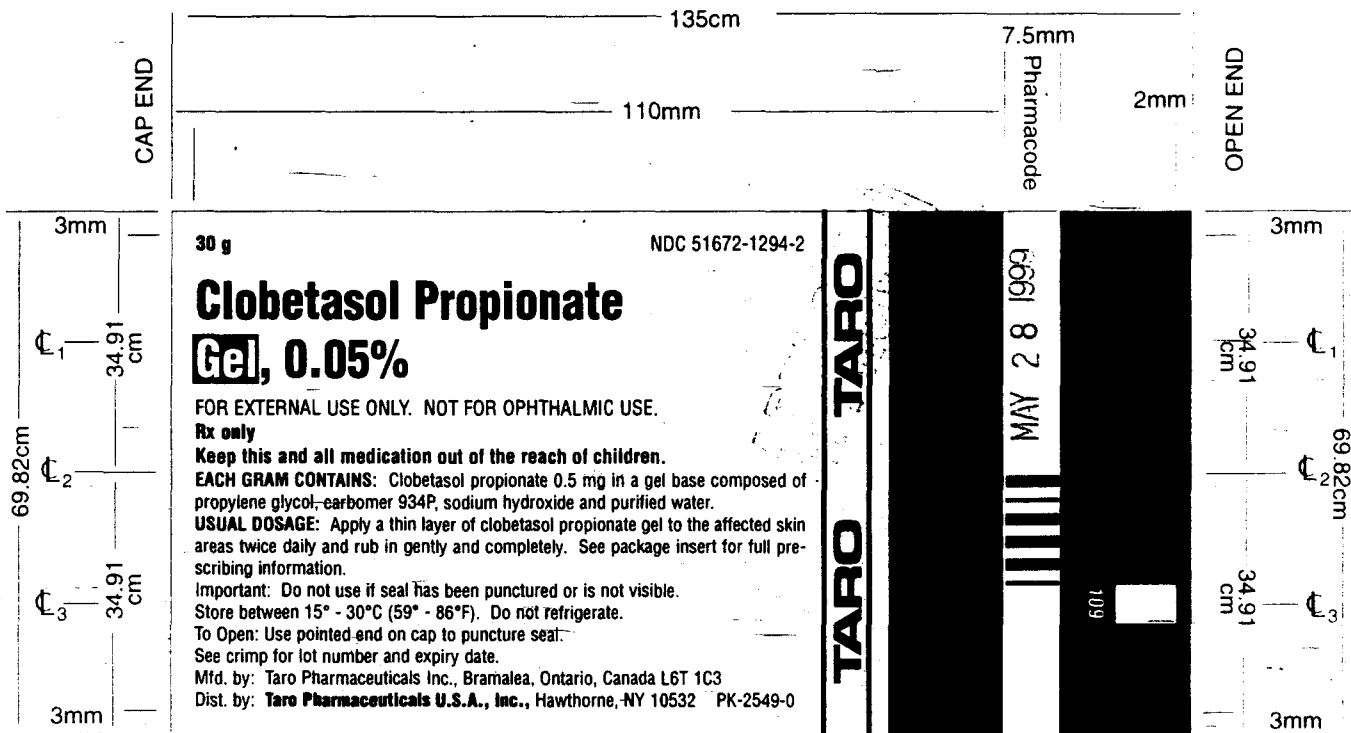 135cm
7.5mm
CAP END
Pharmacode
OPEN END
110mm
2mm
3mm
3mm
30 g NDC 51672-1294-2
Clobetasol Propionate
Gel, 0.05%
FOR EXTERNAL USE ONLY. NOT FOR OPHTHALMIC USE.
Rx only
Keep this and all medication out of the reach of children.
EACH GRAM CONTAINS: Clobetasol propionate 0.5 mg in a gel base composed of
propylene glycol, carbomer 934P, sodium hydroxide and purified water.
USUAL DOSAGE: Apply a thin layer of clobetasol propionate gel to the affected skin
areas twice daily and rub in gently and completely. See package insert for full pre-
scribing information.
Important: Do not use if seal has been punctured or is not visible.
Store between 15° - 30°C (59° - 86°F). Do not refrigerate.
To Open: Use pointed end on cap to puncture seal.
See crimp for lot number and expiry date.
Mfd. by: Taro Pharmaceuticals Inc., Bramalea, Ontario, Canada L6T 1C3
Dist. by: Taro Pharmaceuticals U.S.A., Inc., Hawthorne, NY 10532 PK-2549-0
TARO
TARO
MAY 28 1999
109
℄1
34.91 cm
69.82cm
℄2
℄3
34.91 cm
3mm
34.91 cm
℄1
℄2
69.82cm
34.91 cm
℄3
3mm